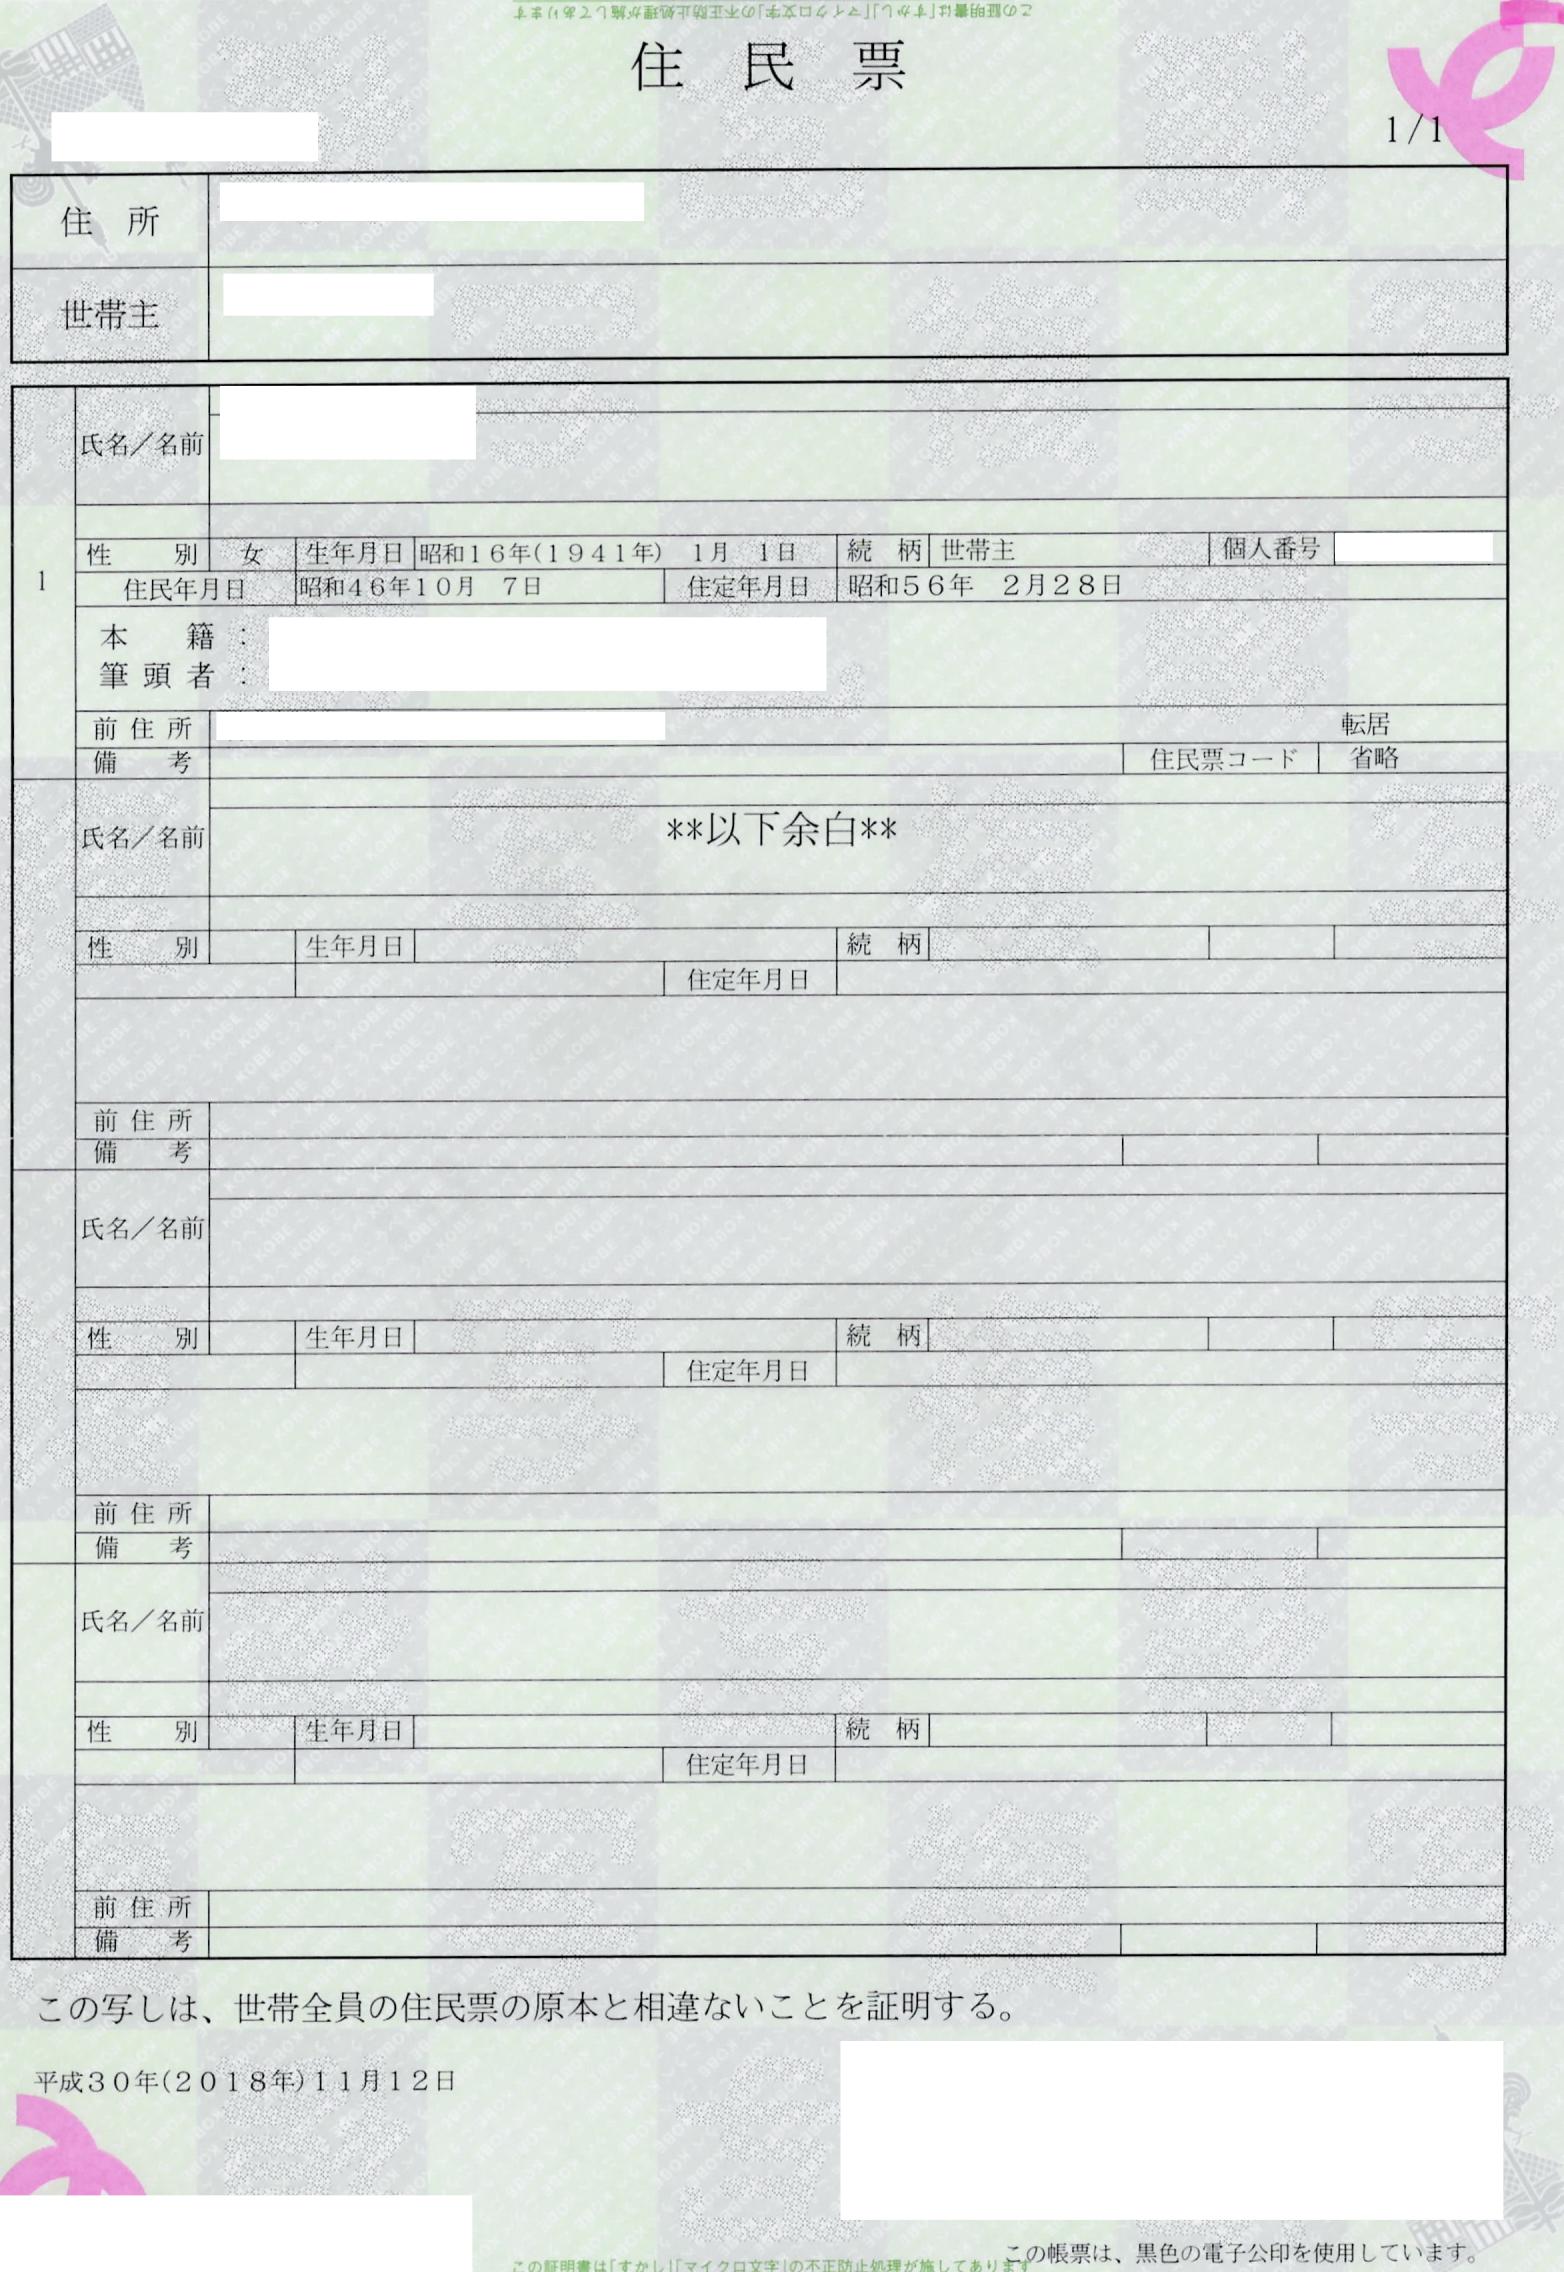 この証明書は「すかし」「マイクロ文字」の不正防止処理が施してあります
住 民 票
1/1
住 所
世帯主
1
氏名／名前
性 別 女 生年月日 昭和16年(1941年) 1月 1日 続 柄 世帯主 個人番号
住民年月日 昭和46年10月 7日 住定年月日 昭和56年 2月28日
本 籍 :
筆 頭 者 :
前 住 所 転居
備 考 住民票コード 省略
氏名／名前 **以下余白**
性 別 生年月日 続 柄
住定年月日
前 住 所
備 考
氏名／名前
性 別 生年月日 続 柄
住定年月日
前 住 所
備 考
氏名／名前
性 別 生年月日 続 柄
住定年月日
前 住 所
備 考
この写しは、世帯全員の住民票の原本と相違ないことを証明する。
平成30年(2018年)11月12日
この帳票は、黒色の電子公印を使用しています。
この証明書は「すかし」「マイクロ文字」の不正防止処理が施してあります